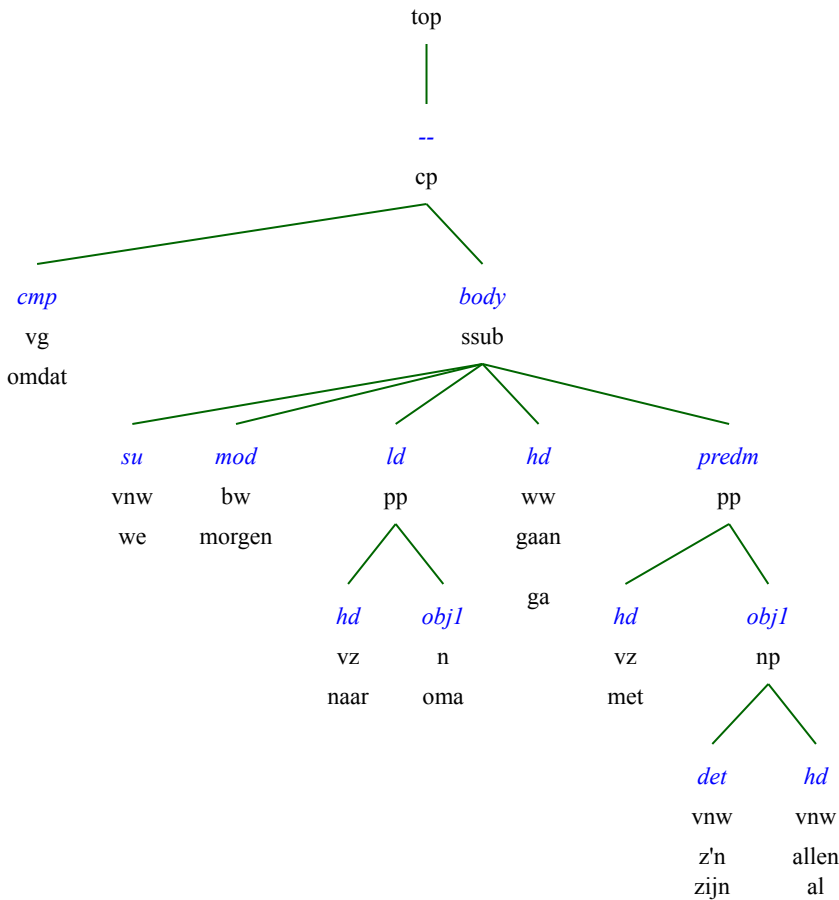 top
--
cp
cmp body
vg ssub
omdat
su mod ld hd predm
vnw bw pp ww pp
we morgen gaan
ga
hd obj1 hd obj1
vz n vz np
naar oma met
det hd
vnw vnw
z'n allen
zijn al